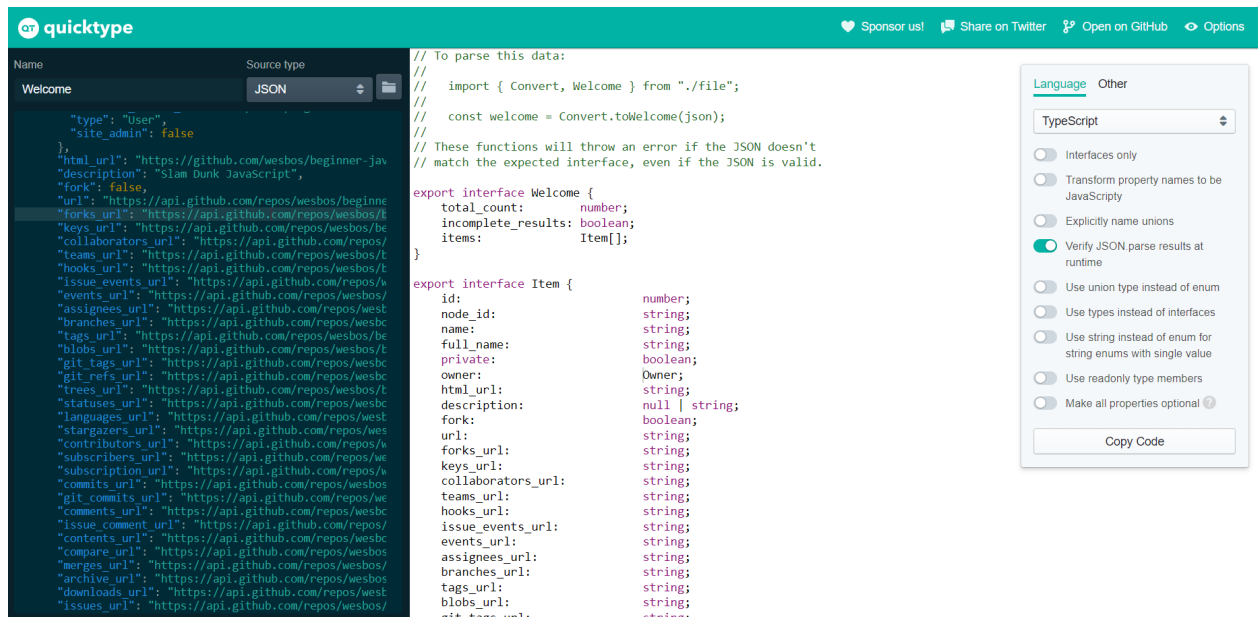 QT quicktype
Sponsor us!
Share on Twitter
Open on GitHub
Options
Name
Source type
Welcome
JSON
"type": "User",
"site_admin": false
},
"html_url": "https://github.com/wesbos/beginner-jav
"description": "Slam Dunk JavaScript",
"fork": false,
"url": "https://api.github.com/repos/wesbos/beginne
"forks_url": "https://api.github.com/repos/wesbos/b
"keys_url": "https://api.github.com/repos/wesbos/be
"collaborators_url": "https://api.github.com/repos/
"teams_url": "https://api.github.com/repos/wesbos/b
"hooks_url": "https://api.github.com/repos/wesbos/b
"issue_events_url": "https://api.github.com/repos/w
"events_url": "https://api.github.com/repos/wesbos/
"assignees_url": "https://api.github.com/repos/wesb
"branches_url": "https://api.github.com/repos/wesbo
"tags_url": "https://api.github.com/repos/wesbos/be
"blobs_url": "https://api.github.com/repos/wesbos/b
"git_tags_url": "https://api.github.com/repos/wesbo
"git_refs_url": "https://api.github.com/repos/wesbo
"trees_url": "https://api.github.com/repos/wesbos/b
"statuses_url": "https://api.github.com/repos/wesbo
"languages_url": "https://api.github.com/repos/wesb
"stargazers_url": "https://api.github.com/repos/wes
"contributors_url": "https://api.github.com/repos/w
"subscribers_url": "https://api.github.com/repos/we
"subscription_url": "https://api.github.com/repos/w
"commits_url": "https://api.github.com/repos/wesbos
"git_commits_url": "https://api.github.com/repos/we
"comments_url": "https://api.github.com/repos/wesbo
"issue_comment_url": "https://api.github.com/repos/
"contents_url": "https://api.github.com/repos/wesbo
"compare_url": "https://api.github.com/repos/wesbos
"merges_url": "https://api.github.com/repos/wesbos/
"archive_url": "https://api.github.com/repos/wesbos
"downloads_url": "https://api.github.com/repos/wesb
"issues_url": "https://api.github.com/repos/wesbos/
// To parse this data:
//
// import { Convert, Welcome } from "./file";
//
// const welcome = Convert.toWelcome(json);
//
// These functions will throw an error if the JSON doesn't
// match the expected interface, even if the JSON is valid.
export interface Welcome {
total_count: number;
incomplete_results: boolean;
items: Item[];
}
export interface Item {
id: number;
node_id: string;
name: string;
full_name: string;
private: boolean;
owner: Owner;
html_url: string;
description: null | string;
fork: boolean;
url: string;
forks_url: string;
keys_url: string;
collaborators_url: string;
teams_url: string;
hooks_url: string;
issue_events_url: string;
events_url: string;
assignees_url: string;
branches_url: string;
tags_url: string;
blobs_url: string;
git_tags_url: string;
Language
Other
TypeScript
Interfaces only
Transform property names to be
JavaScripty
Explicitly name unions
Verify JSON.parse results at
runtime
Use union type instead of enum
Use types instead of interfaces
Use string instead of enum for
string enums with single value
Use readonly type members
Make all properties optional ?
Copy Code